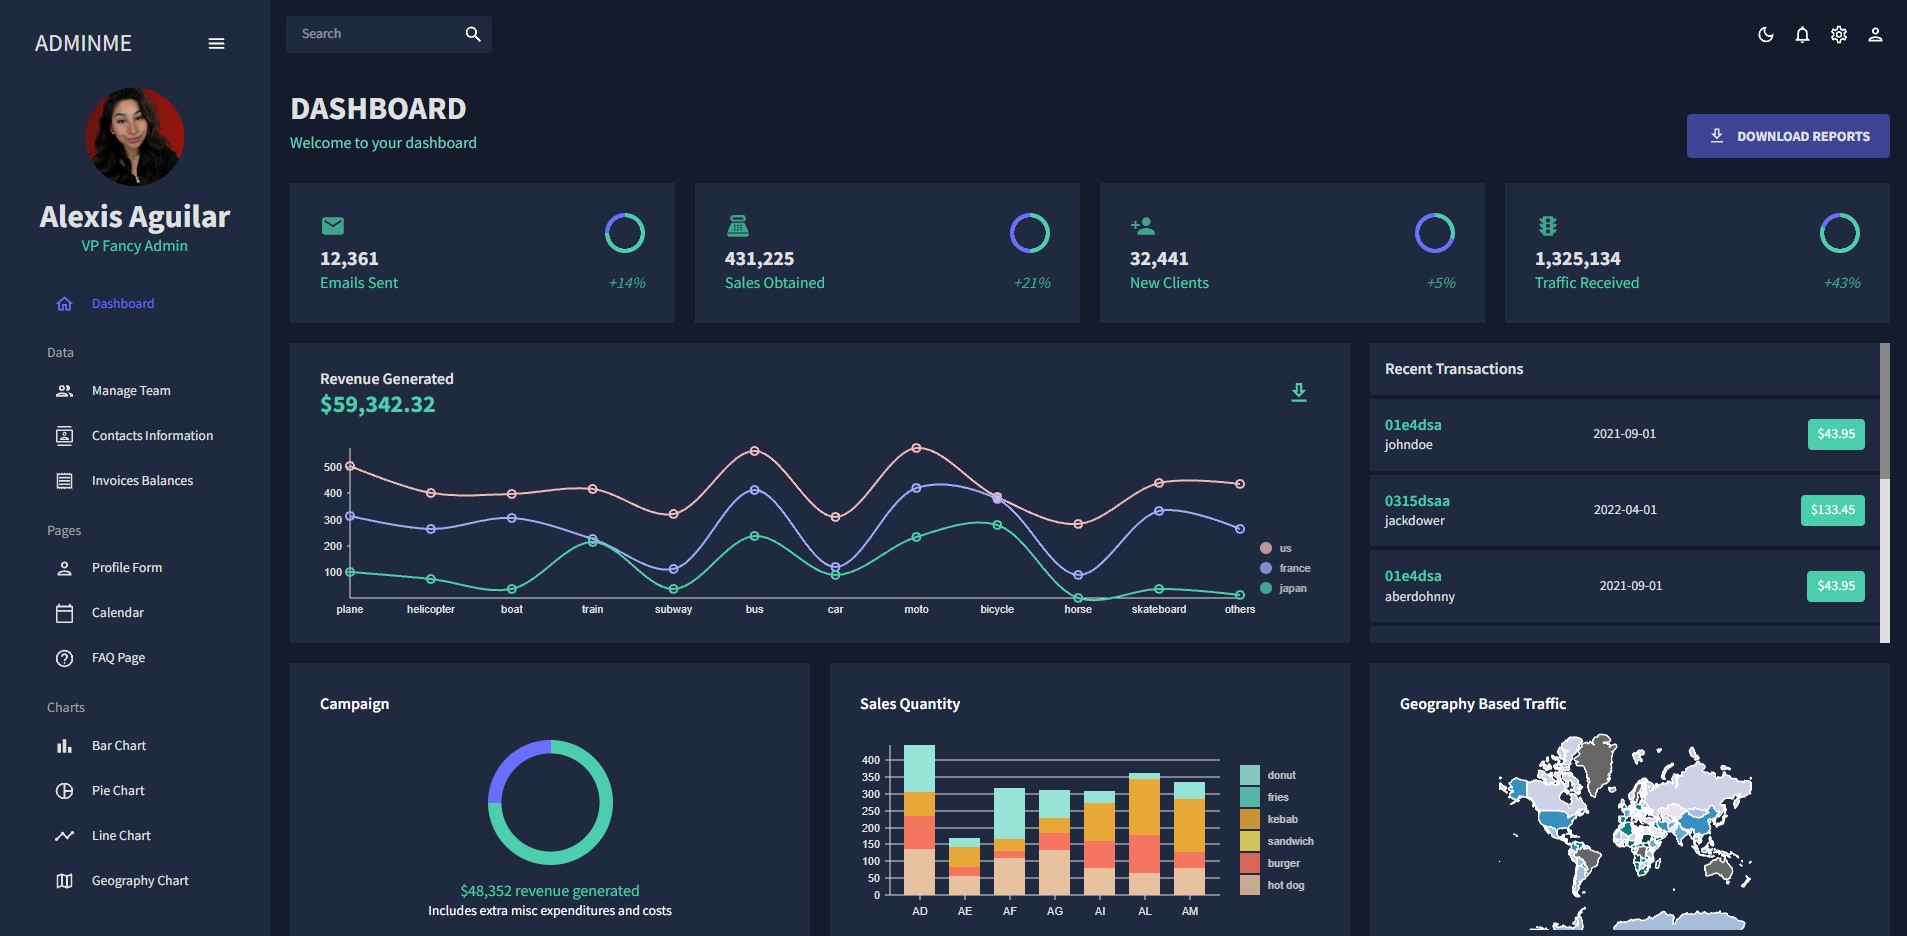 ADMINME
Search
Alexis Aguilar
VP Fancy Admin
Dashboard
Data
Manage Team
Contacts Information
Invoices Balances
Pages
Profile Form
Calendar
FAQ Page
Charts
Bar Chart
Pie Chart
Line Chart
Geography Chart
DASHBOARD
Welcome to your dashboard
DOWNLOAD REPORTS
12,361
Emails Sent
+14%
431,225
Sales Obtained
+21%
32,441
New Clients
+5%
1,325,134
Traffic Received
+43%
Revenue Generated
$59,342.32
500
400
300
200
100
plane helicopter boat train subway bus car moto bicycle horse skateboard others
us
france
japan
Recent Transactions
01e4dsa
johndoe
2021-09-01
$43.95
0315dsaa
jackdower
2022-04-01
$133.45
01e4dsa
aberdohnny
2021-09-01
$43.95
Campaign
$48,352 revenue generated
Includes extra misc expenditures and costs
Sales Quantity
400
350
300
250
200
150
100
50
0
AD AE AF AG AI AL AM
donut
fries
kebab
sandwich
burger
hot dog
Geography Based Traffic